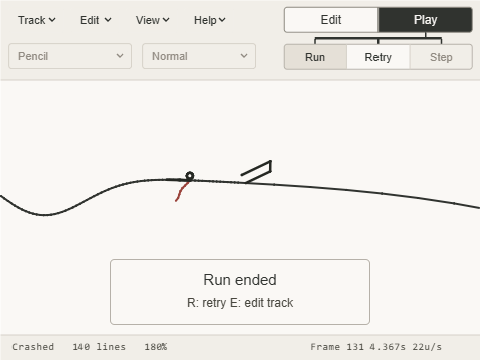 Track Edit View Help Edit Play
Pencil Normal Run Retry Step
Run ended
R: retry E: edit track
Crashed 140 lines 180% Frame 131 4.367s 22u/s